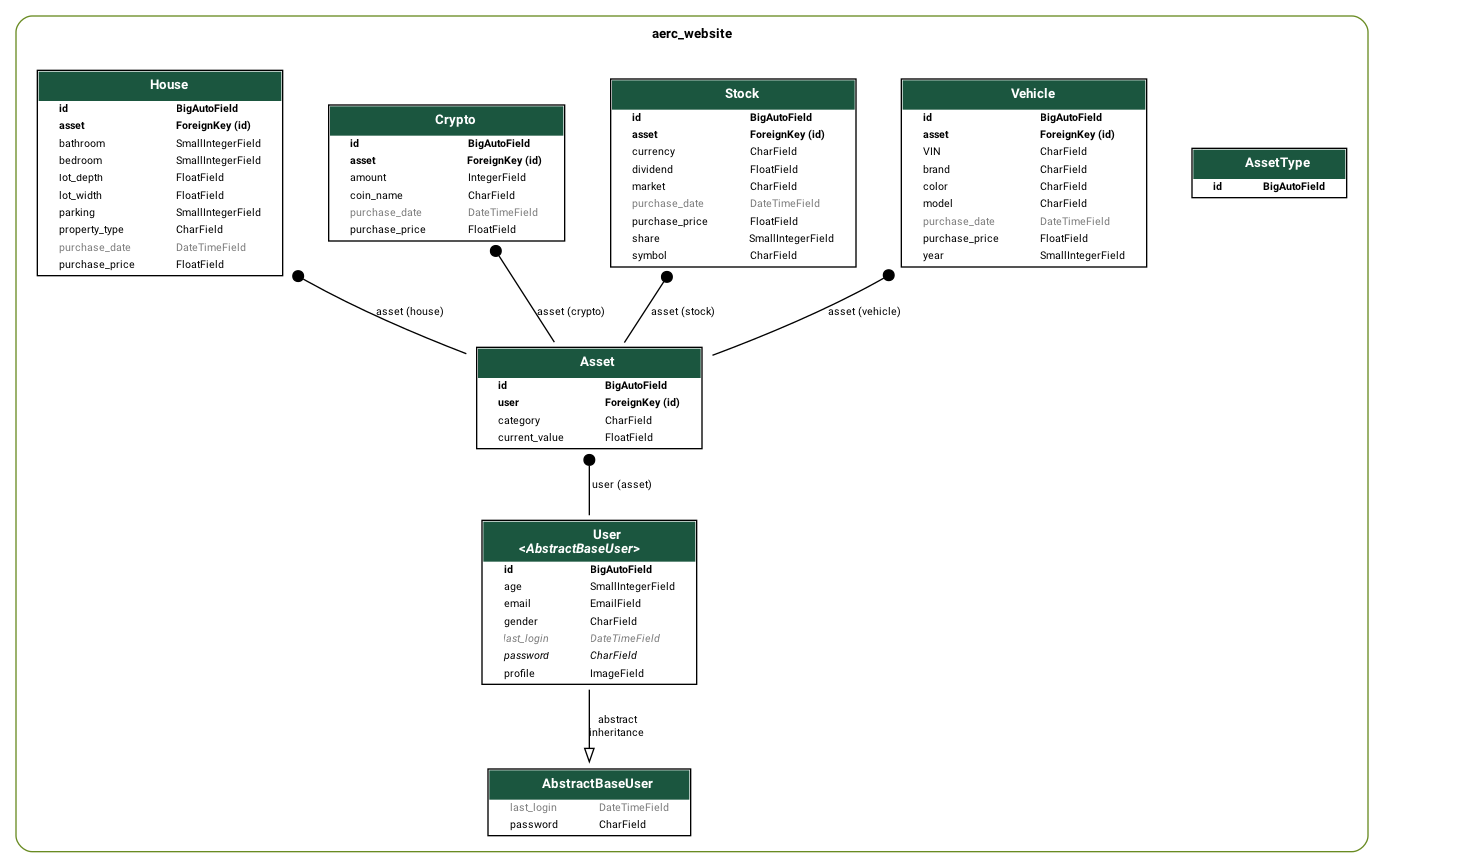 aerc_website
House
id BigAutoField
asset ForeignKey (id)
bathroom SmallIntegerField
bedroom SmallIntegerField
lot_depth FloatField
lot_width FloatField
parking SmallIntegerField
property_type CharField
purchase_date DateTimeField
purchase_price FloatField
Crypto
id BigAutoField
asset ForeignKey (id)
amount IntegerField
coin_name CharField
purchase_date DateTimeField
purchase_price FloatField
Stock
id BigAutoField
asset ForeignKey (id)
currency CharField
dividend FloatField
market CharField
purchase_date DateTimeField
purchase_price FloatField
share SmallIntegerField
symbol CharField
Vehicle
id BigAutoField
asset ForeignKey (id)
VIN CharField
brand CharField
color CharField
model CharField
purchase_date DateTimeField
purchase_price FloatField
year SmallIntegerField
AssetType
id BigAutoField
asset (house)
asset (crypto)
asset (stock)
asset (vehicle)
Asset
id BigAutoField
user ForeignKey (id)
category CharField
current_value FloatField
user (asset)
User
<AbstractBaseUser>
id BigAutoField
age SmallIntegerField
email EmailField
gender CharField
last_login DateTimeField
password CharField
profile ImageField
abstract
inheritance
AbstractBaseUser
last_login DateTimeField
password CharField